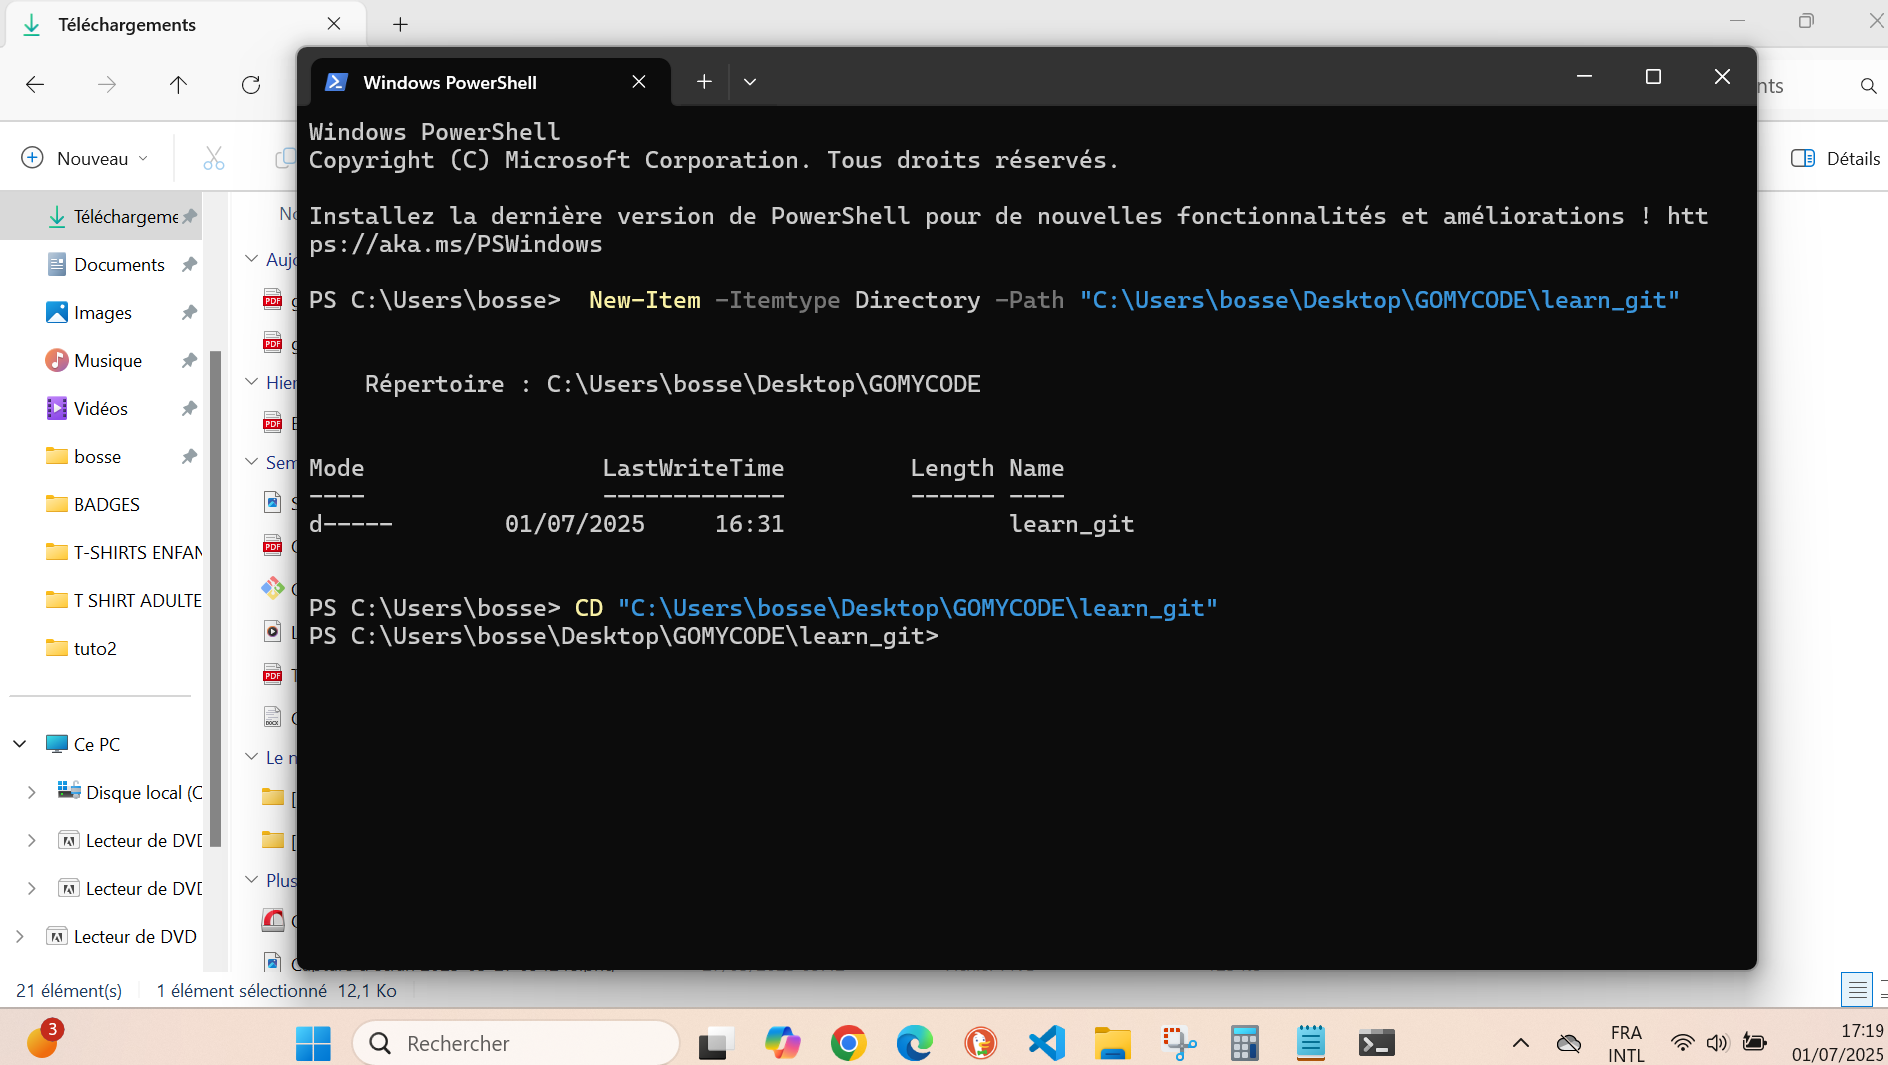 Téléchargements
Windows PowerShell
nts
Nouveau
Détails
Téléchargeme
Documents
Images
Musique
Vidéos
bosse
BADGES
T-SHIRTS ENFAN
T SHIRT ADULTE
tuto2
Ce PC
Disque local (C
Lecteur de DVD
Lecteur de DVD
Lecteur de DVD
Aujo
Hier
Sem
Le m
Plus
Windows PowerShell
Copyright (C) Microsoft Corporation. Tous droits réservés.
Installez la dernière version de PowerShell pour de nouvelles fonctionnalités et améliorations ! htt
ps://aka.ms/PSWindows
PS C:\Users\bosse>  New-Item -Itemtype Directory -Path "C:\Users\bosse\Desktop\GOMYCODE\learn_git"
Répertoire : C:\Users\bosse\Desktop\GOMYCODE
Mode LastWriteTime Length Name
---- ------------- ------ ----
d----- 01/07/2025 16:31 learn_git
PS C:\Users\bosse> CD "C:\Users\bosse\Desktop\GOMYCODE\learn_git"
PS C:\Users\bosse\Desktop\GOMYCODE\learn_git>
21 élément(s) 1 élément sélectionné 12,1 Ko
3
Rechercher
FRA
INTL
17:19
01/07/2025